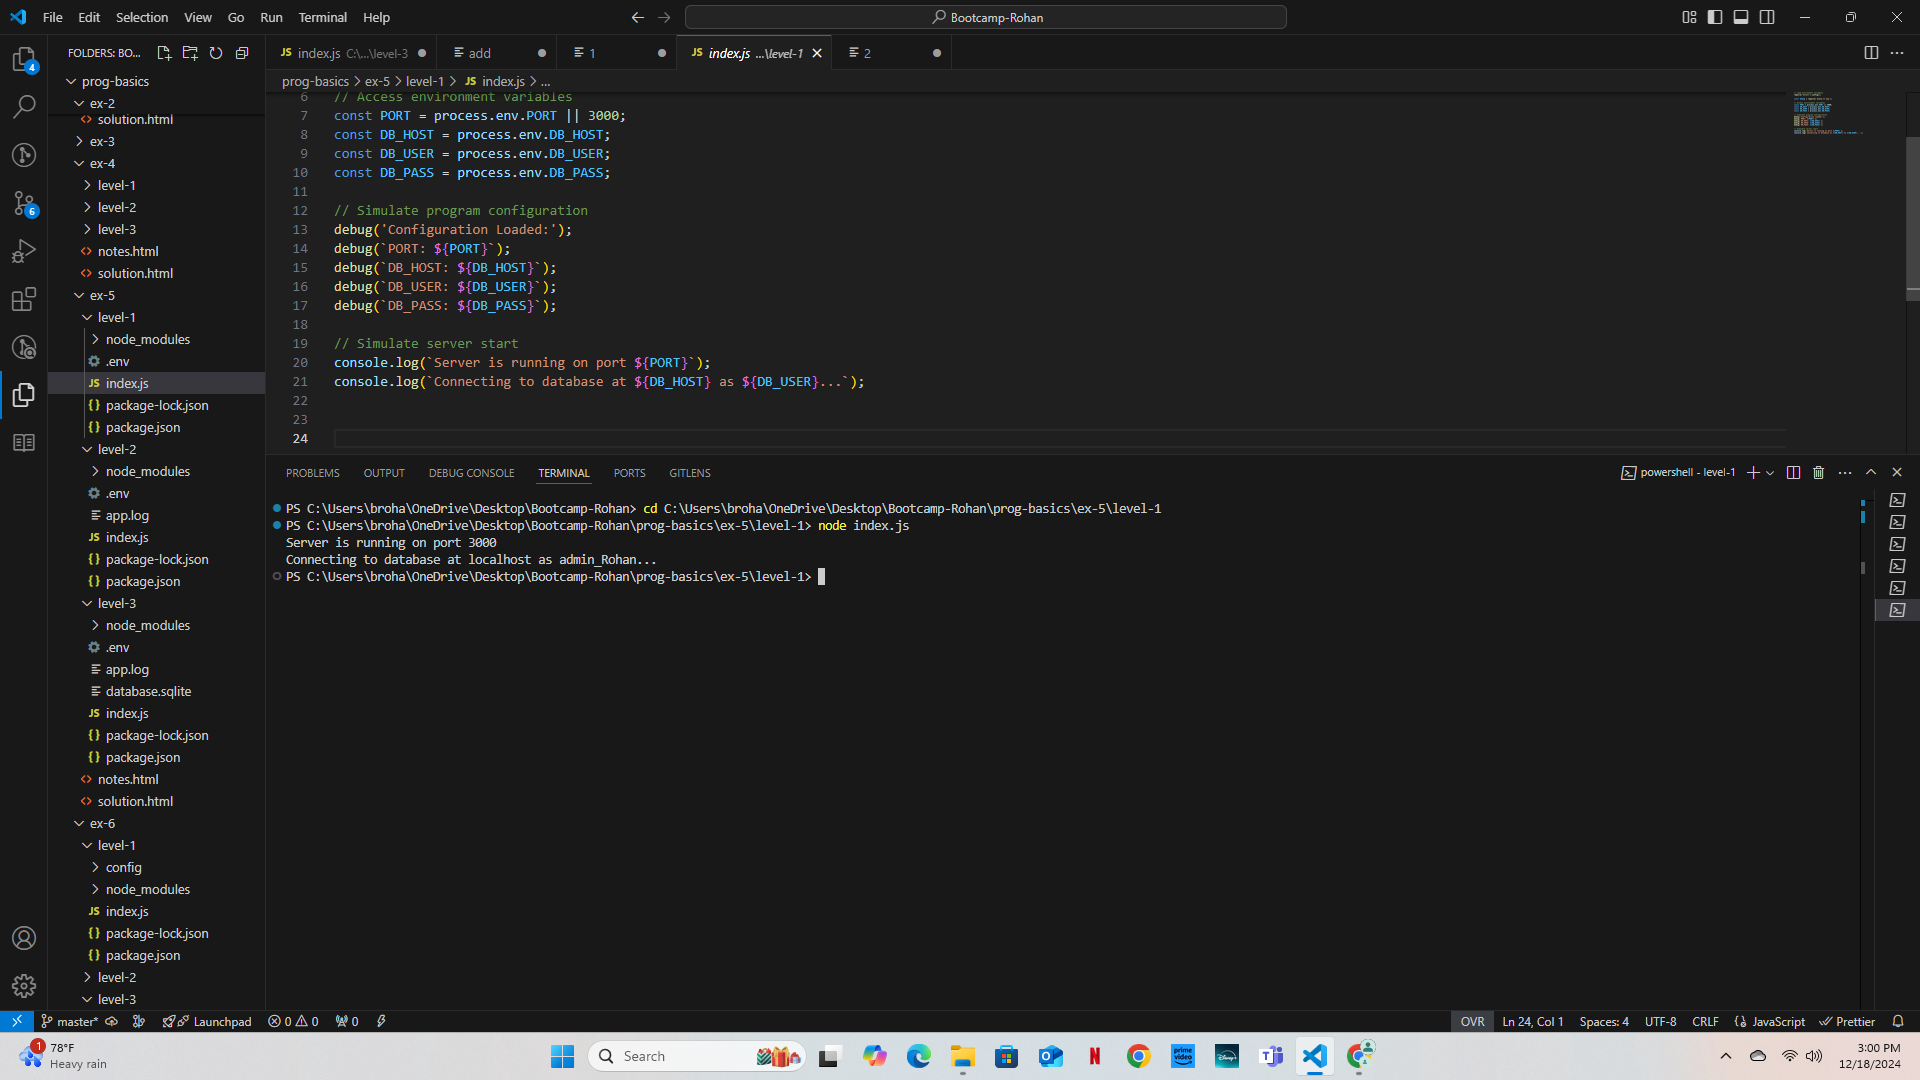 File Edit Selection View Go Run Terminal Help
Bootcamp-Rohan
4
6
FOLDERS: BO...
prog-basics
ex-2
solution.html
ex-3
ex-4
level-1
level-2
level-3
notes.html
solution.html
ex-5
level-1
node_modules
.env
JS index.js
{} package-lock.json
{} package.json
level-2
node_modules
.env
app.log
JS index.js
{} package-lock.json
{} package.json
level-3
node_modules
.env
app.log
database.sqlite
JS index.js
{} package-lock.json
{} package.json
notes.html
solution.html
ex-6
level-1
config
node_modules
JS index.js
{} package-lock.json
{} package.json
level-2
level-3
JS index.js C:\...\level-3
add
1
JS index.js ...\level-1
2
prog-basics > ex-5 > level-1 > JS index.js > ...
6 // Access environment variables
7 const PORT = process.env.PORT || 3000;
8 const DB_HOST = process.env.DB_HOST;
9 const DB_USER = process.env.DB_USER;
10 const DB_PASS = process.env.DB_PASS;
11
12 // Simulate program configuration
13 debug('Configuration Loaded:');
14 debug(`PORT: ${PORT}`);
15 debug(`DB_HOST: ${DB_HOST}`);
16 debug(`DB_USER: ${DB_USER}`);
17 debug(`DB_PASS: ${DB_PASS}`);
18
19 // Simulate server start
20 console.log(`Server is running on port ${PORT}`);
21 console.log(`Connecting to database at ${DB_HOST} as ${DB_USER}...`);
22
23
24
PROBLEMS OUTPUT DEBUG CONSOLE TERMINAL PORTS GITLENS
powershell - level-1
PS C:\Users\broha\OneDrive\Desktop\Bootcamp-Rohan> cd C:\Users\broha\OneDrive\Desktop\Bootcamp-Rohan\prog-basics\ex-5\level-1
PS C:\Users\broha\OneDrive\Desktop\Bootcamp-Rohan\prog-basics\ex-5\level-1> node index.js
Server is running on port 3000
Connecting to database at localhost as admin_Rohan...
PS C:\Users\broha\OneDrive\Desktop\Bootcamp-Rohan\prog-basics\ex-5\level-1>
master* Launchpad 0 0 0
OVR Ln 24, Col 1 Spaces: 4 UTF-8 CRLF {} JavaScript Prettier
1
78°F
Heavy rain
Search
prime video
Disney+
N
3:00 PM
12/18/2024